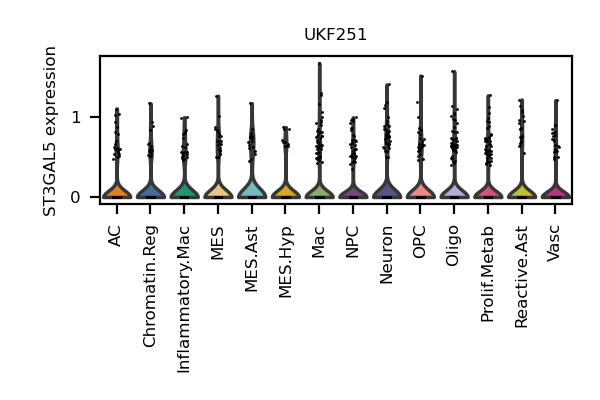 UKF251
ST3GAL5 expression
1
0
AC
Chromatin.Reg
Inflammatory.Mac
MES
MES.Ast
MES.Hyp
Mac
NPC
Neuron
OPC
Oligo
Prolif.Metab
Reactive.Ast
Vasc